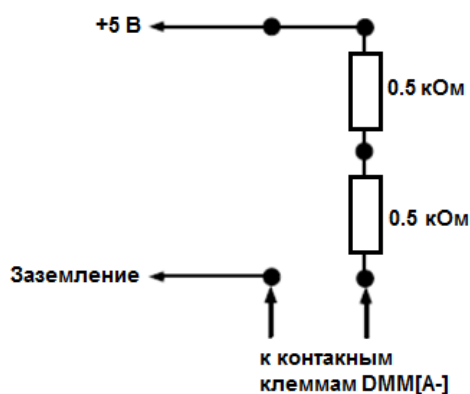 +5 В
0.5 кОм
0.5 кОм
Заземление
к контакным
клеммам DMM[A-]